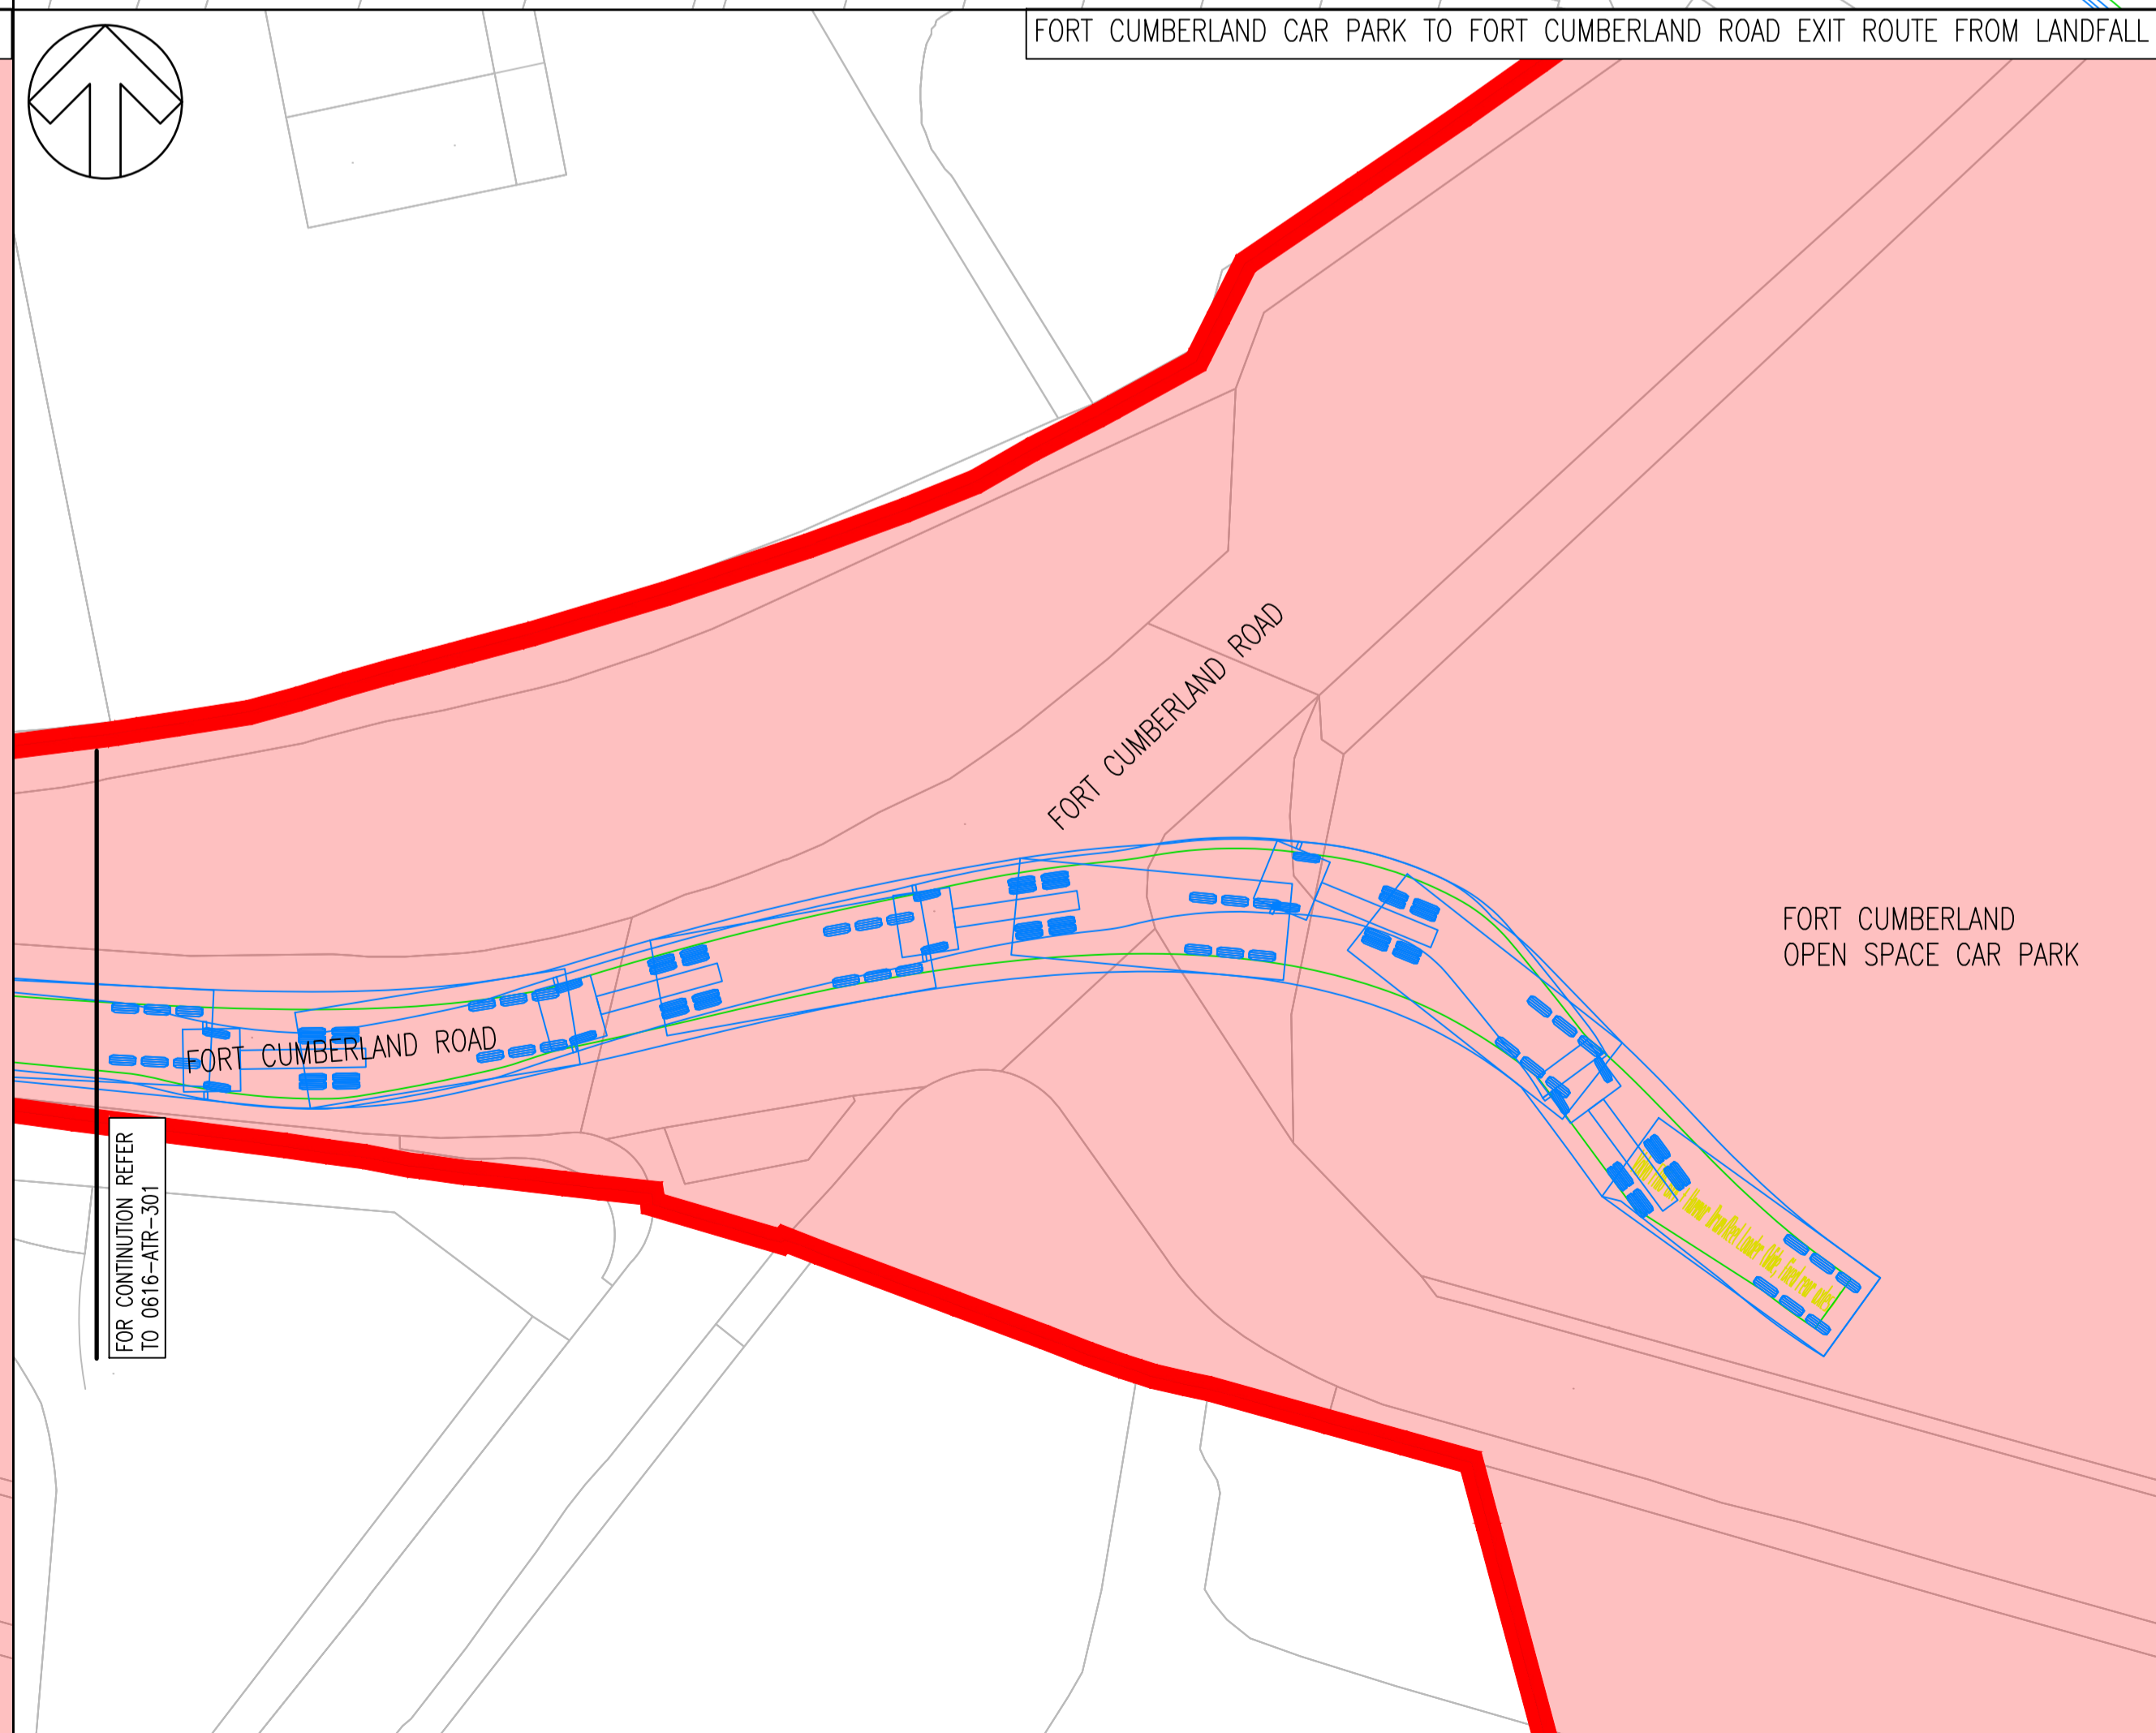 FORT CUMBERLAND CAR PARK TO FORT CUMBERLAND ROAD EXIT ROUTE FROM LANDFALL
FORT CUMBERLAND ROAD
FORT CUMBERLAND
OPEN SPACE CAR PARK
FORT CUMBERLAND ROAD
FOR CONTINUTION REFER
TO 0616-ATR-301